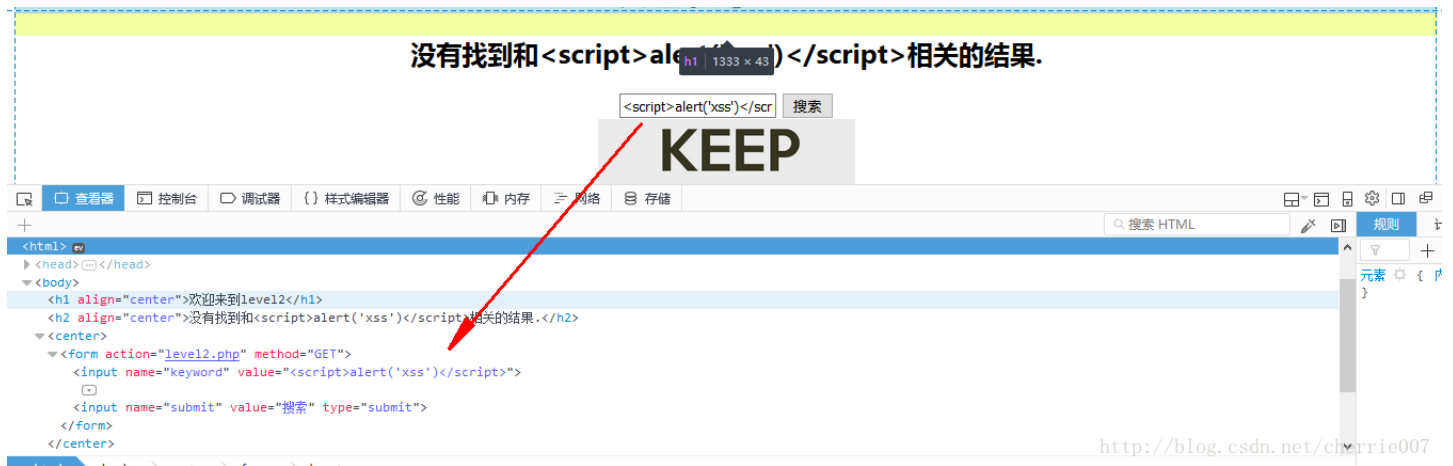 没有找到和<script>ale')</script>相关的结果.
h1 | 1333 × 43
<script>alert('xss')</scr 搜索
KEEP
查看器 控制台 调试器 {} 样式编辑器 性能 内存 网络 存储
+ 搜索 HTML 规则
<html> ev
<head></head>
<body>
<h1 align="center">欢迎来到level2</h1>
<h2 align="center">没有找到和<script>alert('xss')</script>相关的结果.</h2>
<center>
<form action="level2.php" method="GET">
<input name="keyword" value="<script>alert('xss')</script>">
<input name="submit" value="搜索" type="submit">
</form>
</center>
元素 {
}
http://blog.csdn.net/cherrie007